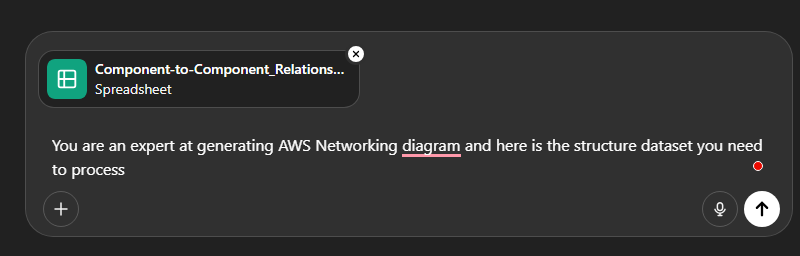 Component-to-Component_Relations...
Spreadsheet
You are an expert at generating AWS Networking diagram and here is the structure dataset you need
to process